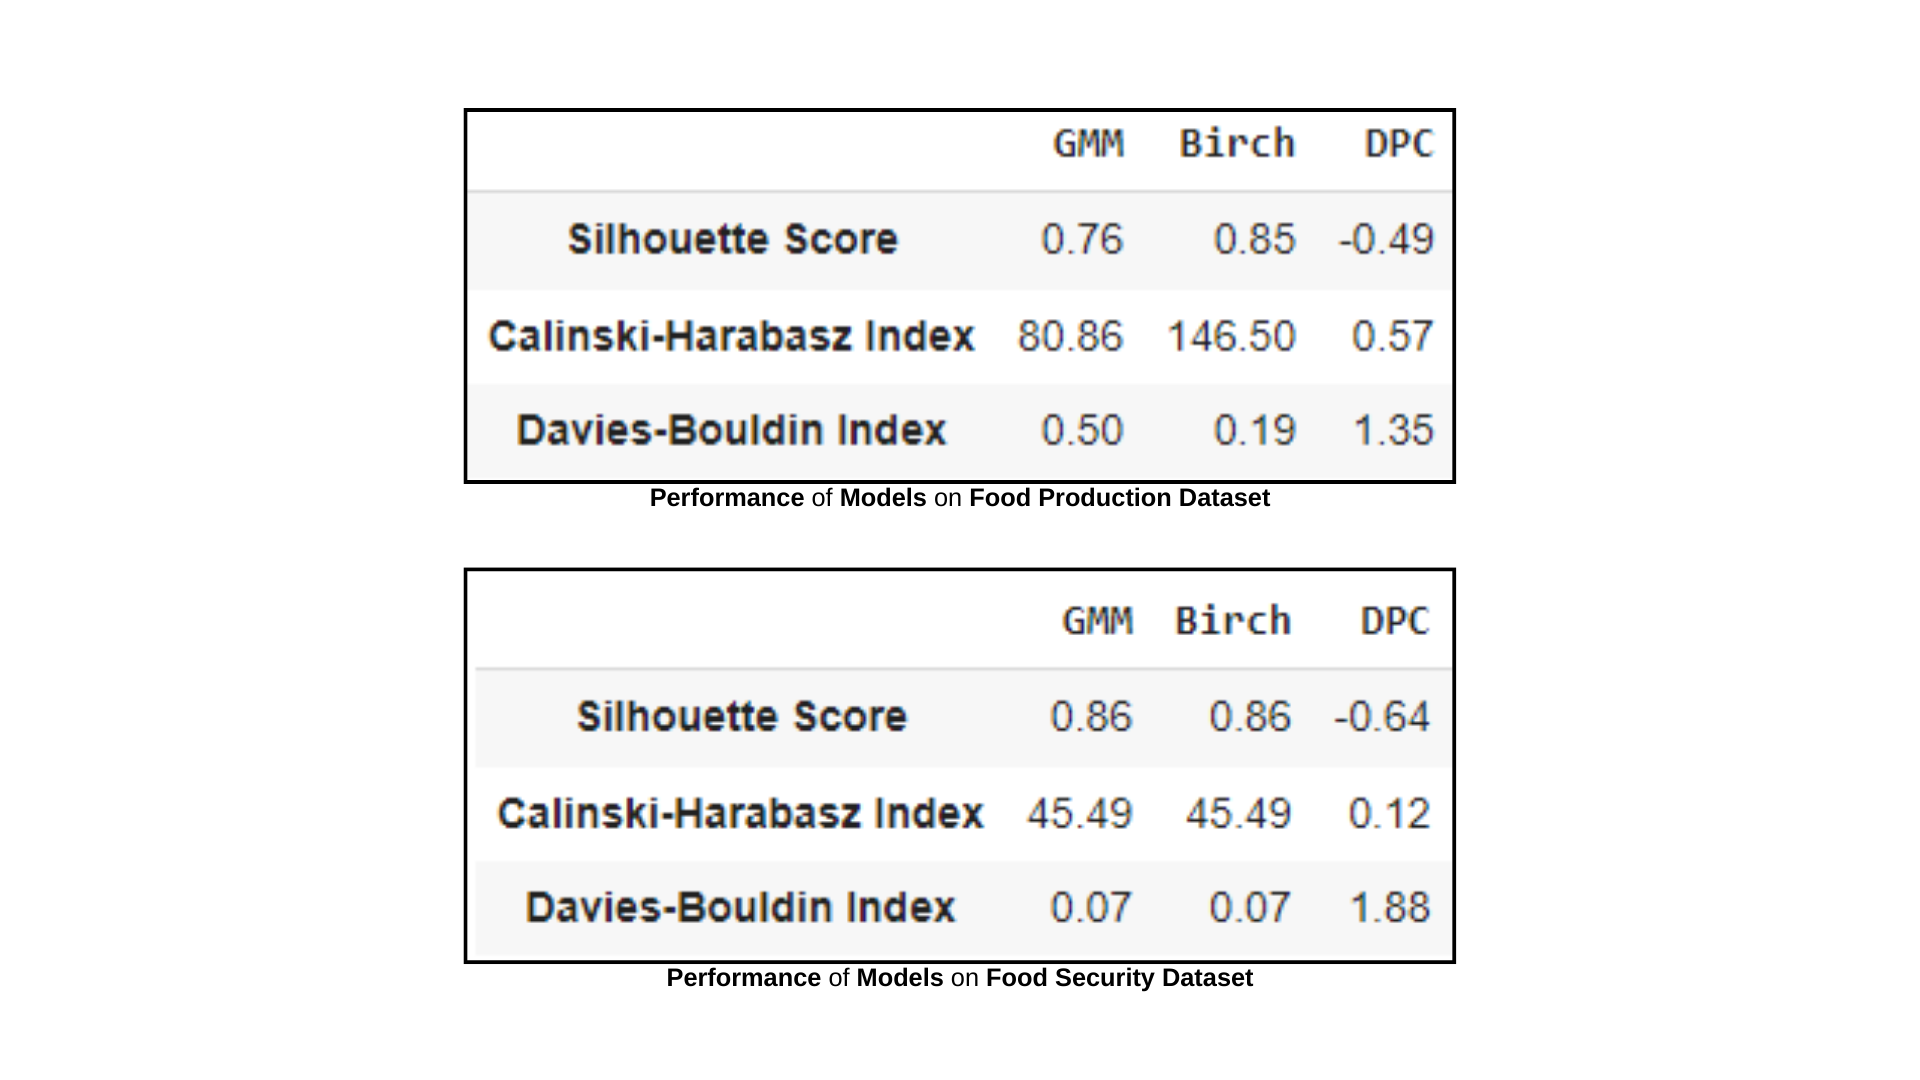 GMM Birch DPC
Silhouette Score 0.76 0.85 -0.49
Calinski-Harabasz Index 80.86 146.50 0.57
Davies-Bouldin Index 0.50 0.19 1.35
Performance of Models on Food Production Dataset
GMM Birch DPC
Silhouette Score 0.86 0.86 -0.64
Calinski-Harabasz Index 45.49 45.49 0.12
Davies-Bouldin Index 0.07 0.07 1.88
Performance of Models on Food Security Dataset